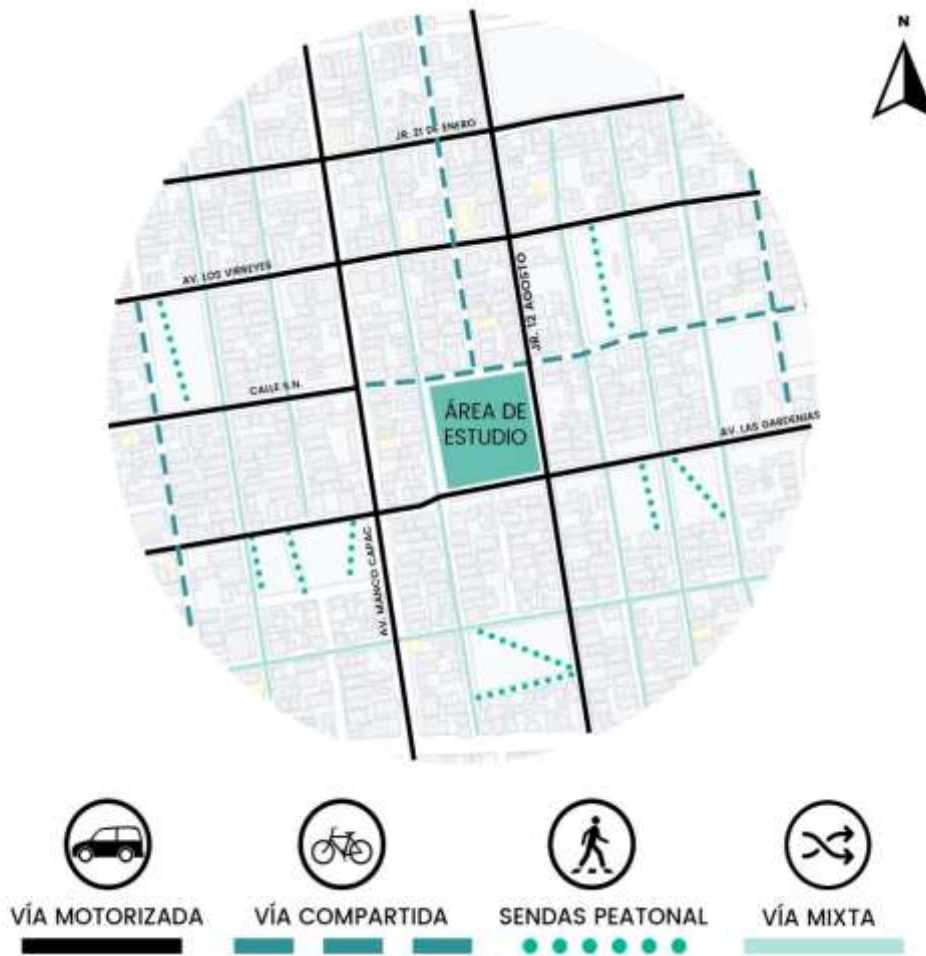 N
JR. 21 DE ENERO
AV. LOS VIRREYES
JR. 12 AGOSTO
CALLE S.N.
ÁREA DE
ESTUDIO
AV. LAS GARDENIAS
AV. MANCO CAPAC
VÍA MOTORIZADA
VÍA COMPARTIDA
SENDAS PEATONAL
VÍA MIXTA